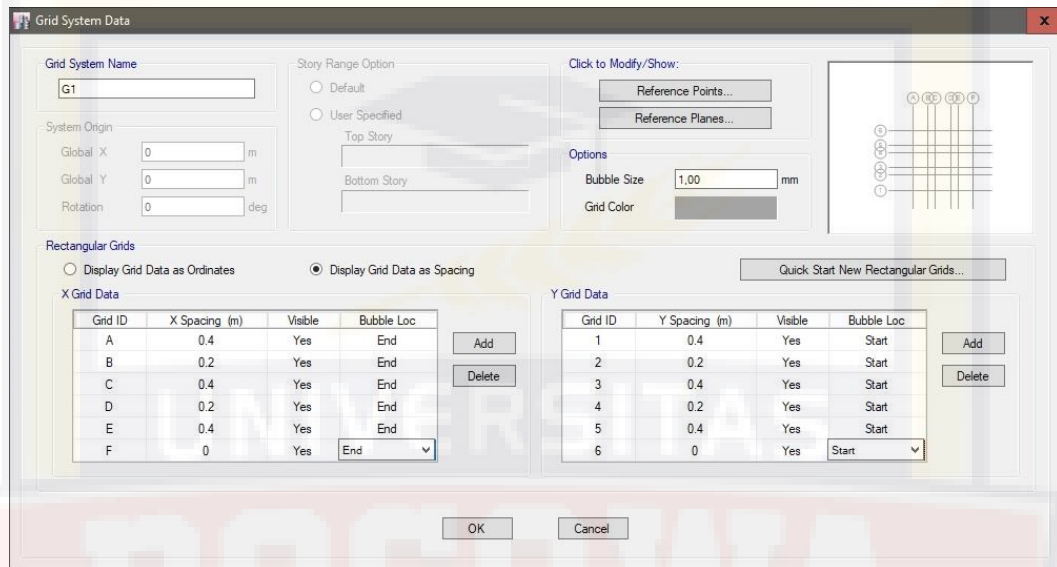 Grid System Data
x
Grid System Name
G1
System Origin
Global X 0 m
Global Y 0 m
Rotation 0 deg
Story Range Option
Default
User Specified
Top Story
Bottom Story
Click to Modify/Show:
Reference Points...
Reference Planes...
Options
Bubble Size 1,00 mm
Grid Color
Rectangular Grids
Display Grid Data as Ordinates
Display Grid Data as Spacing
Quick Start New Rectangular Grids...
X Grid Data
Grid ID X Spacing (m) Visible Bubble Loc
A 0.4 Yes End
B 0.2 Yes End
C 0.4 Yes End
D 0.2 Yes End
E 0.4 Yes End
F 0 Yes End
Add
Delete
Y Grid Data
Grid ID Y Spacing (m) Visible Bubble Loc
1 0.4 Yes Start
2 0.2 Yes Start
3 0.4 Yes Start
4 0.2 Yes Start
5 0.4 Yes Start
6 0 Yes Start
Add
Delete
OK
Cancel
UNIVERSITAS
BOSOWA